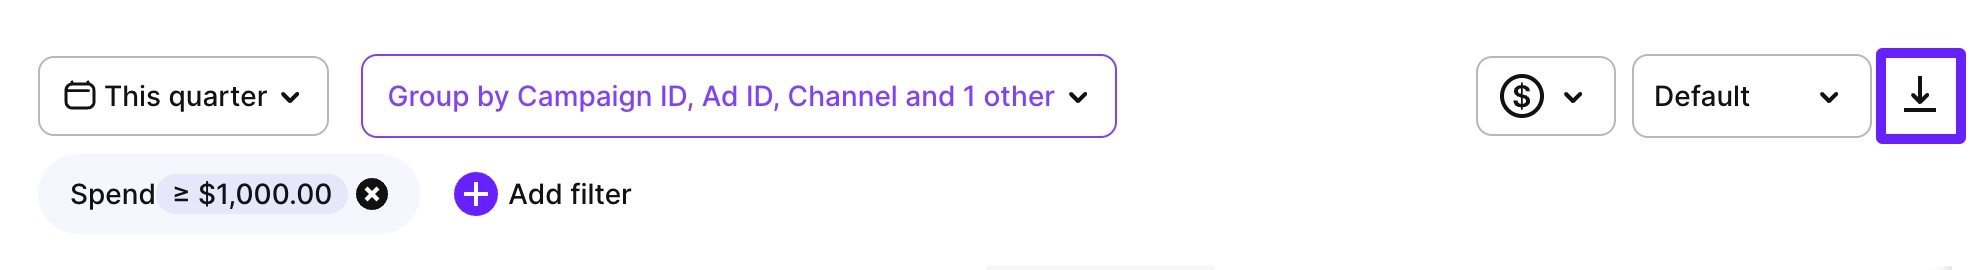 This quarter
Group by Campaign ID, Ad ID, Channel and 1 other
$
Default
Spend ≥ $1,000.00
Add filter